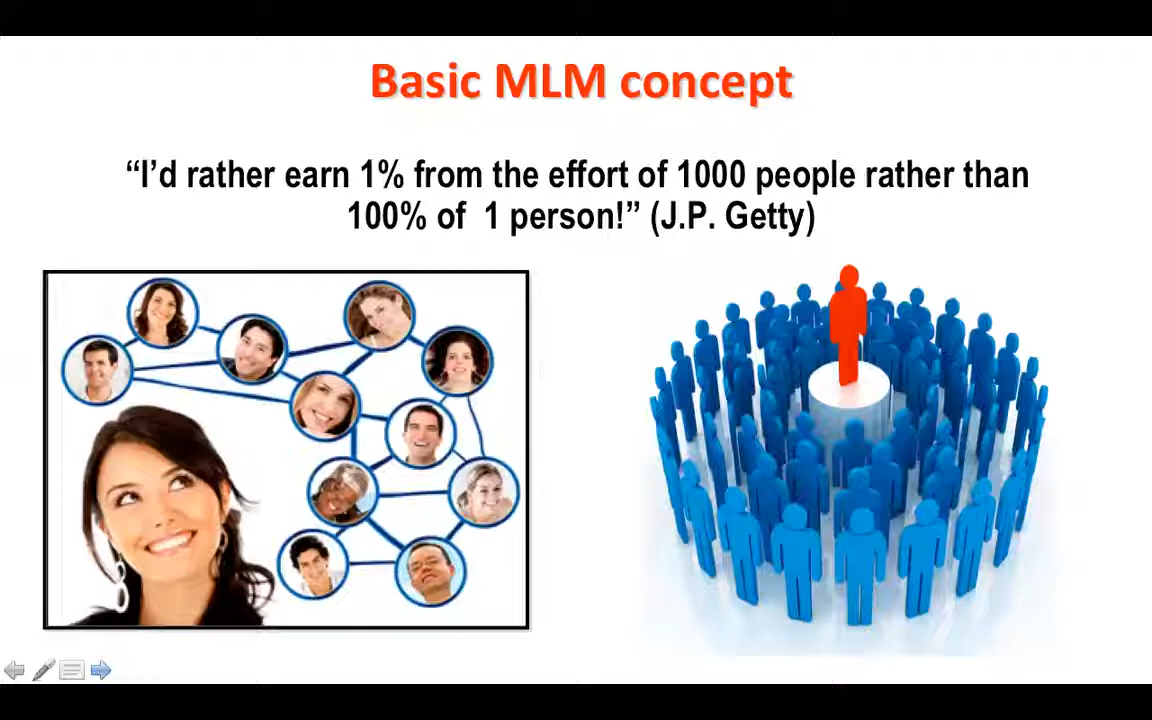 Basic MLM concept
“I’d rather earn 1% from the effort of 1000 people rather than
100% of  1 person!” (J.P. Getty)